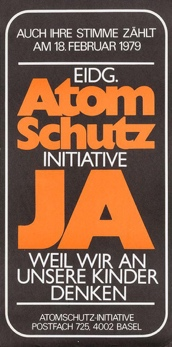 AUCH IHRE STIMME ZÄHLT
AM 18. FEBRUAR 1979
EIDG.
Atom
Schutz
INITIATIVE
JA
WEIL WIR AN
UNSERE KINDER
DENKEN
ATOMSCHUTZ-INITIATIVE
POSTFACH 725, 4002 BASEL